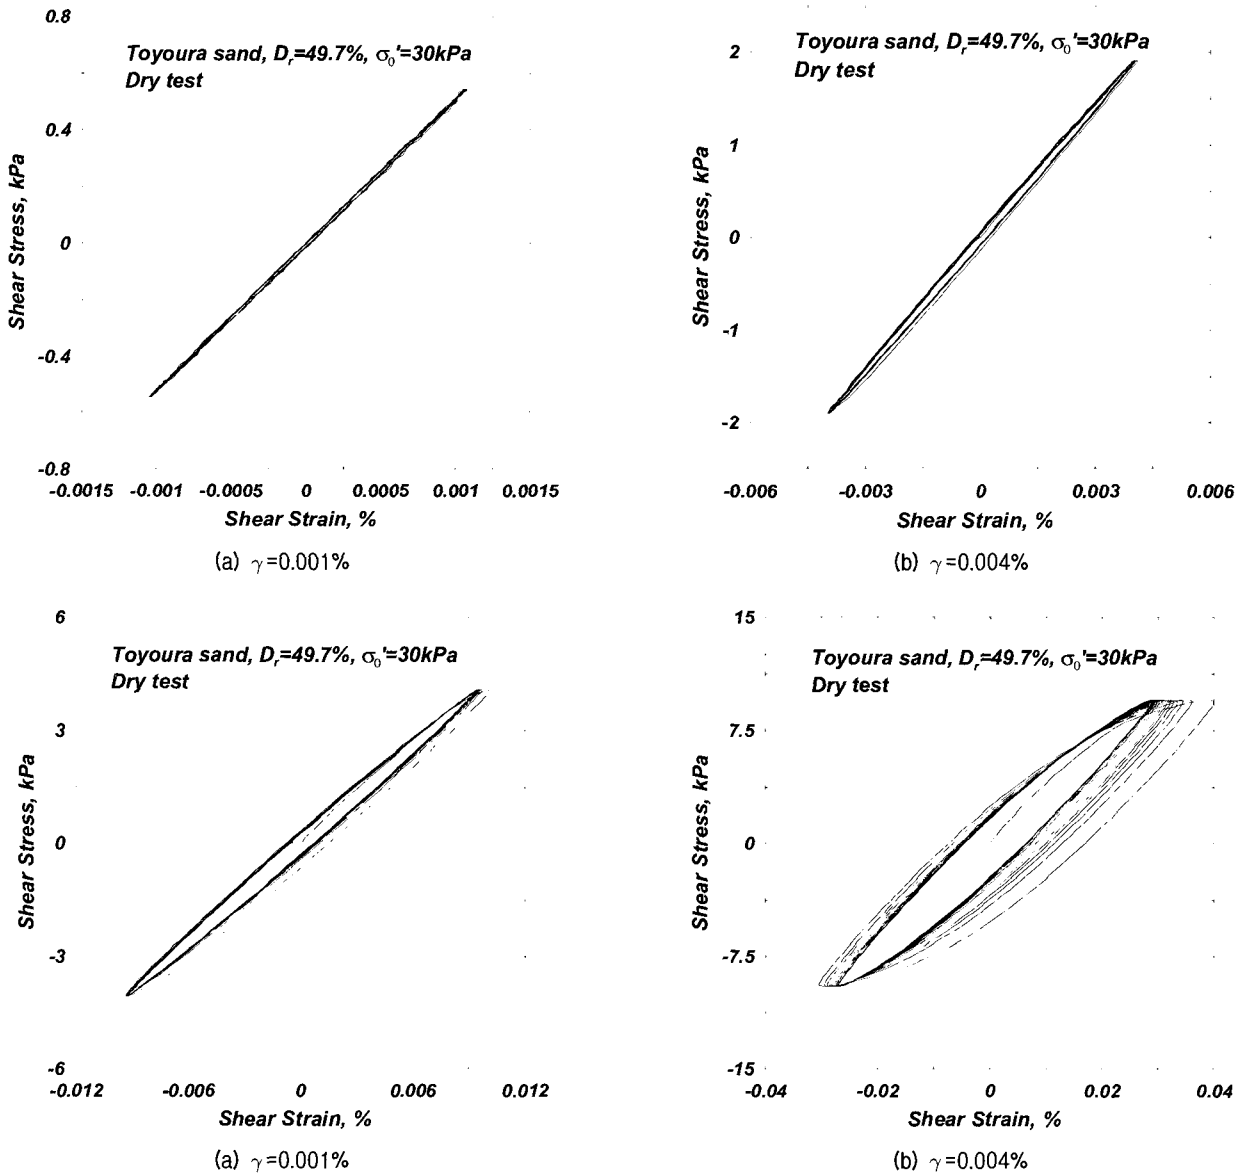 Toyoura sand, Dr=49.7%, σ0'=30kPa
Dry test
0.8
0.4
0
-0.4
-0.8
Shear Stress, kPa
-0.0015 -0.001 -0.0005 0 0.0005 0.001 0.0015
Shear Strain, %
(a) γ=0.001%
Toyoura sand, Dr=49.7%, σ0'=30kPa
Dry test
2
1
0
-1
-2
Shear Stress, kPa
-0.006 -0.003 0 0.003 0.006
Shear Strain, %
(b) γ=0.004%
Toyoura sand, Dr=49.7%, σ0'=30kPa
Dry test
6
3
0
-3
-6
Shear Stress, kPa
-0.012 -0.006 0 0.006 0.012
Shear Strain, %
(a) γ=0.001%
Toyoura sand, Dr=49.7%, σ0'=30kPa
Dry test
15
7.5
0
-7.5
-15
Shear Stress, kPa
-0.04 -0.02 0 0.02 0.04
Shear Strain, %
(b) γ=0.004%